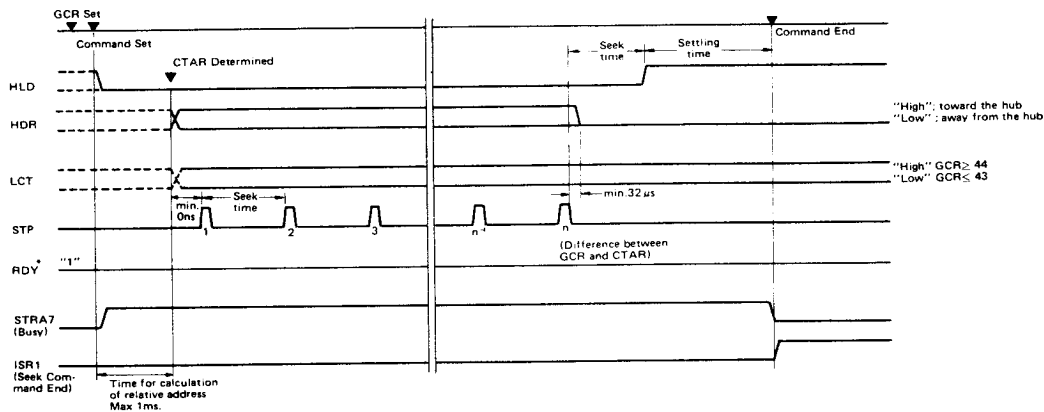 GCR Set
Command Set
Command End
Seek time
Settling time
CTAR Determined
HLD
HDR
"High"; toward the hub
"Low" ; away from the hub
LCT
"High" GCR≥ 44
"Low" GCR≤ 43
min. 0ns
Seek time
min.32μs
STP
1
2
3
n-1
n
(Difference between
GCR and CTAR)
RDY* "1"
STRA7
(Busy)
ISR1
(Seek Com-
mand End)
Time for calculation
of relative address
Max 1ms.